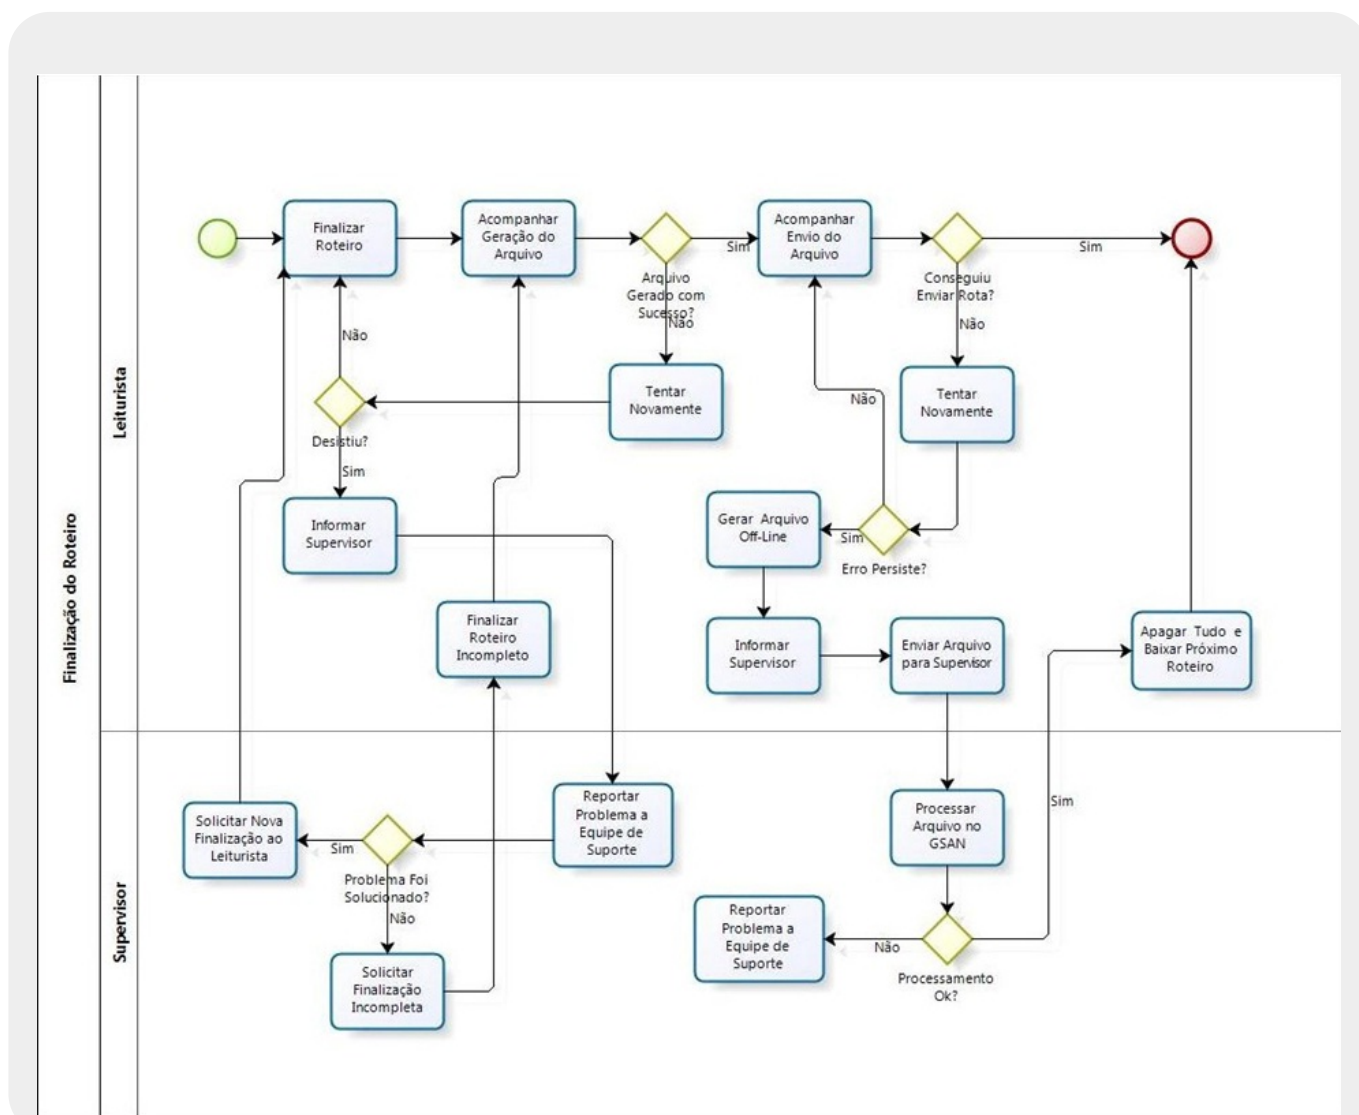 Finalização do Roteiro
Leiturista
Finalizar
Roteiro
Acompanhar
Geração do
Arquivo
Arquivo
Gerado com
Sucesso?
Sim
Não
Acompanhar
Envio do
Arquivo
Conseguiu
Enviar Rota?
Sim
Não
Tentar
Novamente
Desistiu?
Não
Sim
Tentar
Novamente
Não
Informar
Supervisor
Gerar Arquivo
Off-Line
Sim
Erro Persiste?
Finalizar
Roteiro
Incompleto
Informar
Supervisor
Enviar Arquivo
para Supervisor
Apagar Tudo e
Baixar Próximo
Roteiro
Supervisor
Solicitar Nova
Finalização ao
Leiturista
Sim
Problema Foi
Solucionado?
Não
Reportar
Problema a
Equipe de
Suporte
Solicitar
Finalização
Incompleta
Processar
Arquivo no
GSAN
Sim
Reportar
Problema a
Equipe de
Suporte
Não
Processamento
Ok?